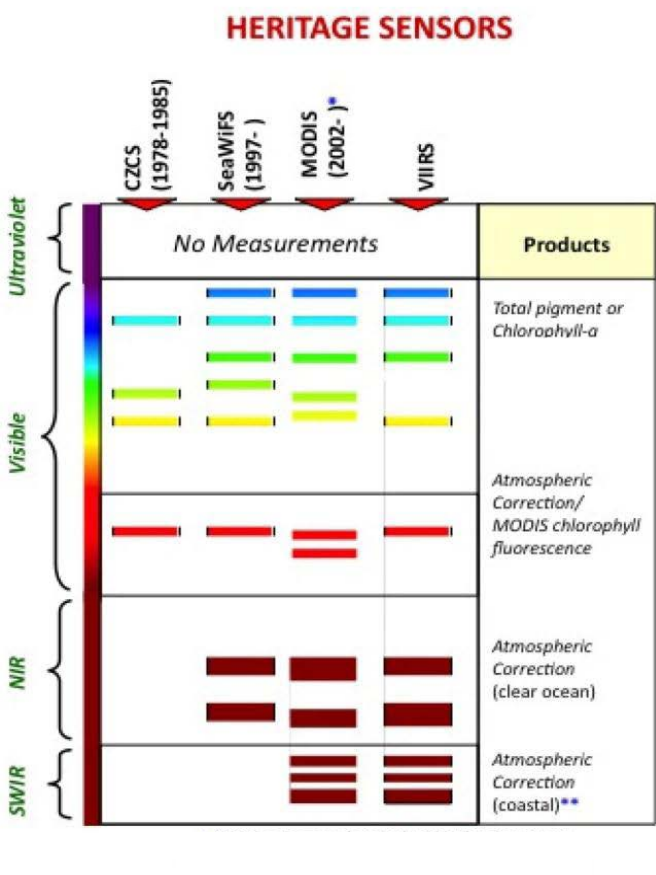 HERITAGE SENSORS
CZCS
(1978-1985)
SeaWiFS
(1997- )
MODIS
(2002- )*
VIIRS
Ultraviolet
No Measurements
Products
Visible
Total pigment or
Chlorophyll-a
Atmospheric
Correction/
MODIS chlorophyll
fluorescence
NIR
Atmospheric
Correction
(clear ocean)
SWIR
Atmospheric
Correction
(coastal)**